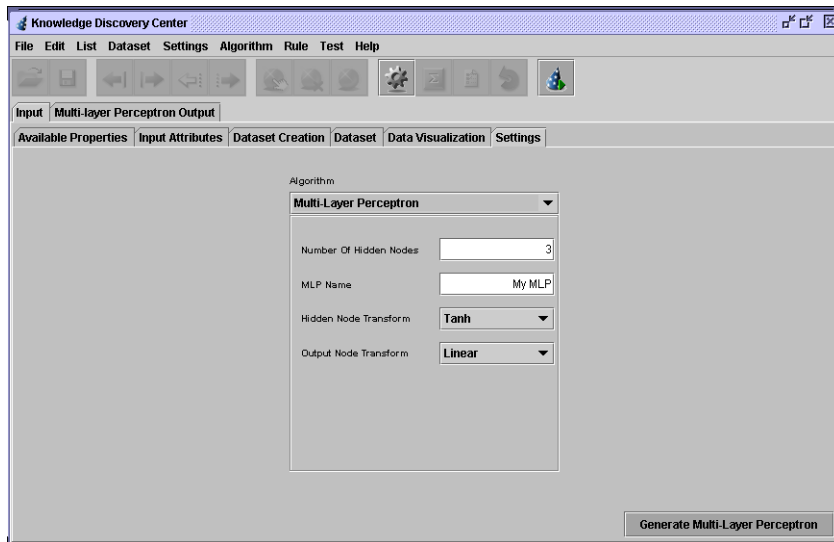 Knowledge Discovery Center
File Edit List Dataset Settings Algorithm Rule Test Help
Input Multi-layer Perceptron Output
Available Properties Input Attributes Dataset Creation Dataset Data Visualization Settings
Algorithm
Multi-Layer Perceptron
Number Of Hidden Nodes 3
MLP Name My MLP
Hidden Node Transform Tanh
Output Node Transform Linear
Generate Multi-Layer Perceptron